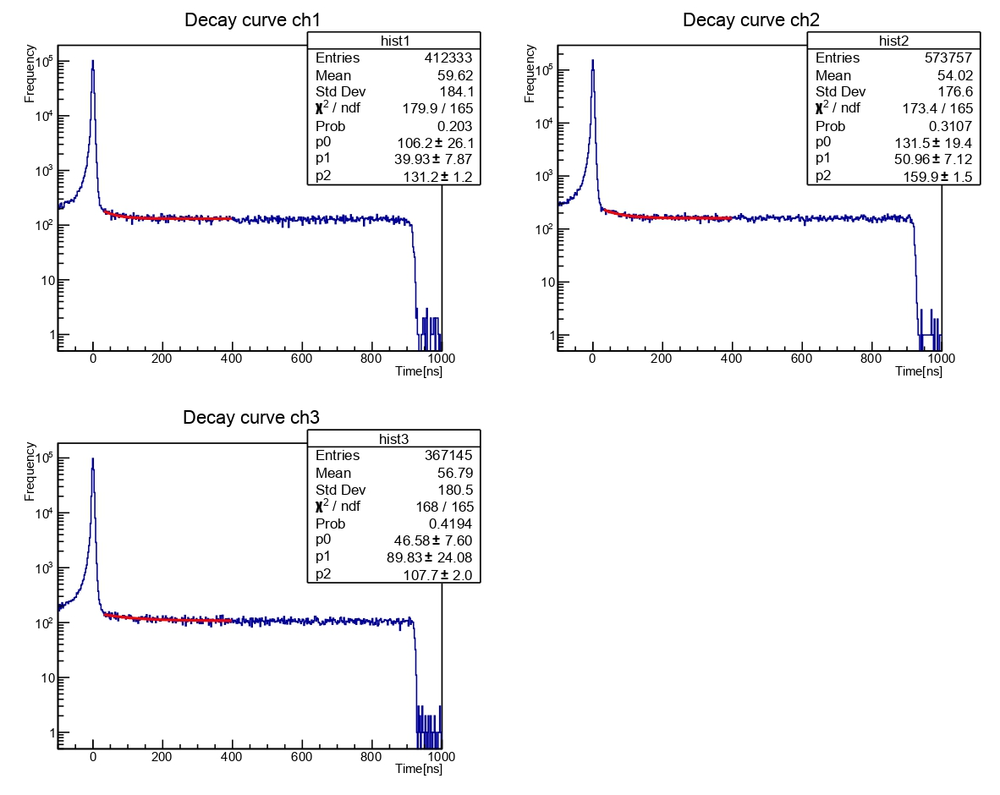 Decay curve ch1
hist1
Entries 412333
Mean 59.62
Std Dev 184.1
χ² / ndf 179.9 / 165
Prob 0.203
p0 106.2 ± 26.1
p1 39.93 ± 7.87
p2 131.2 ± 1.2
Frequency
10⁵
10⁴
10³
10²
10
1
0 200 400 600 800 1000
Time[ns]
Decay curve ch2
hist2
Entries 573757
Mean 54.02
Std Dev 176.6
χ² / ndf 173.4 / 165
Prob 0.3107
p0 131.5 ± 19.4
p1 50.96 ± 7.12
p2 159.9 ± 1.5
Frequency
10⁵
10⁴
10³
10²
10
1
0 200 400 600 800 1000
Time[ns]
Decay curve ch3
hist3
Entries 367145
Mean 56.79
Std Dev 180.5
χ² / ndf 168 / 165
Prob 0.4194
p0 46.58 ± 7.60
p1 89.83 ± 24.08
p2 107.7 ± 2.0
Frequency
10⁵
10⁴
10³
10²
10
1
0 200 400 600 800 1000
Time[ns]